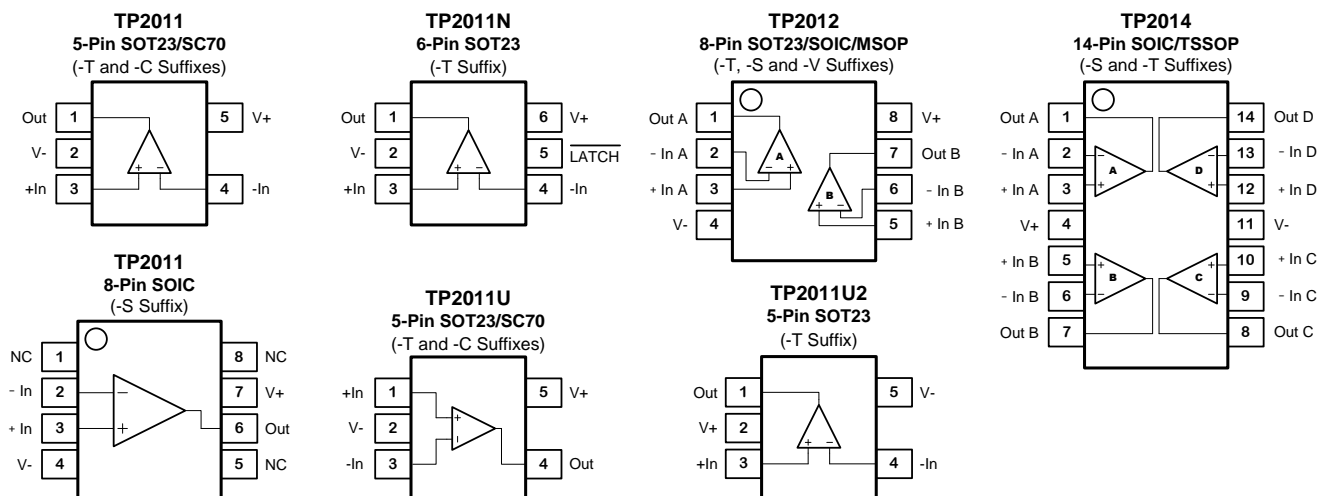 TP2011
5-Pin SOT23/SC70
(-T and -C Suffixes)
Out 1
V- 2
+In 3
5 V+
4 -In
+ −
TP2011N
6-Pin SOT23
(-T Suffix)
Out 1
V- 2
+In 3
6 V+
5 LATCH
4 -In
+ −
TP2012
8-Pin SOT23/SOIC/MSOP
(-T, -S and -V Suffixes)
Out A 1
- In A 2
+ In A 3
V- 4
8 V+
7 Out B
6 - In B
5 + In B
A
− +
B
+ −
TP2014
14-Pin SOIC/TSSOP
(-S and -T Suffixes)
Out A 1
- In A 2
+ In A 3
V+ 4
+ In B 5
- In B 6
Out B 7
14 Out D
13 - In D
12 + In D
11 V-
10 + In C
9 - In C
8 Out C
A
− +
D
− +
B
+ −
C
+ −
TP2011
8-Pin SOIC
(-S Suffix)
NC 1
- In 2
+ In 3
V- 4
8 NC
7 V+
6 Out
5 NC
− +
TP2011U
5-Pin SOT23/SC70
(-T and -C Suffixes)
+In 1
V- 2
-In 3
5 V+
4 Out
+ −
TP2011U2
5-Pin SOT23
(-T Suffix)
Out 1
V+ 2
+In 3
5 V-
4 -In
+ −